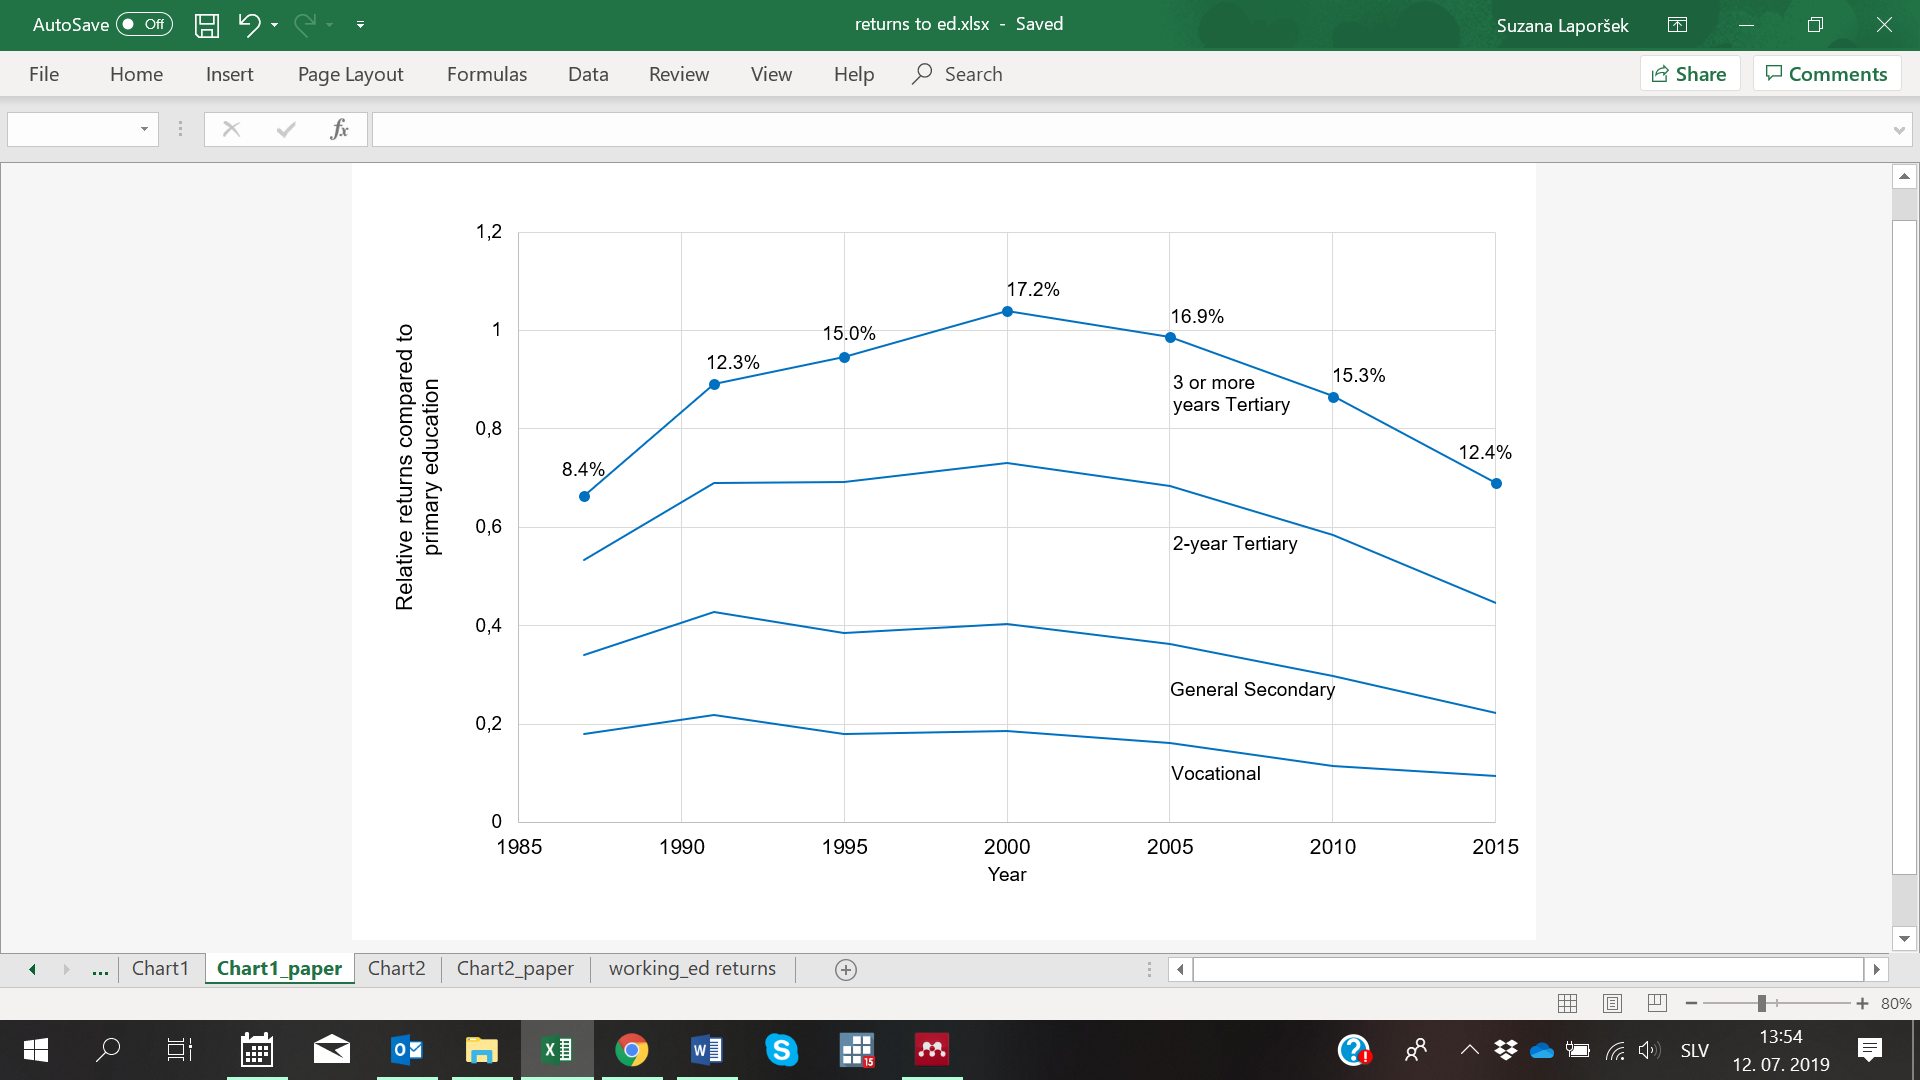 AutoSave Off
returns to ed.xlsx - Saved
Suzana Laporšek
File Home Insert Page Layout Formulas Data Review View Help Search Share Comments
fx
1,2
1
0,8
0,6
0,4
0,2
0
Relative returns compared to
primary education
8.4%
12.3%
15.0%
17.2%
16.9%
15.3%
12.4%
3 or more
years Tertiary
2-year Tertiary
General Secondary
Vocational
1985 1990 1995 2000 2005 2010 2015
Year
... Chart1 Chart1_paper Chart2 Chart2_paper working_ed returns
80%
15
SLV
13:54
12. 07. 2019